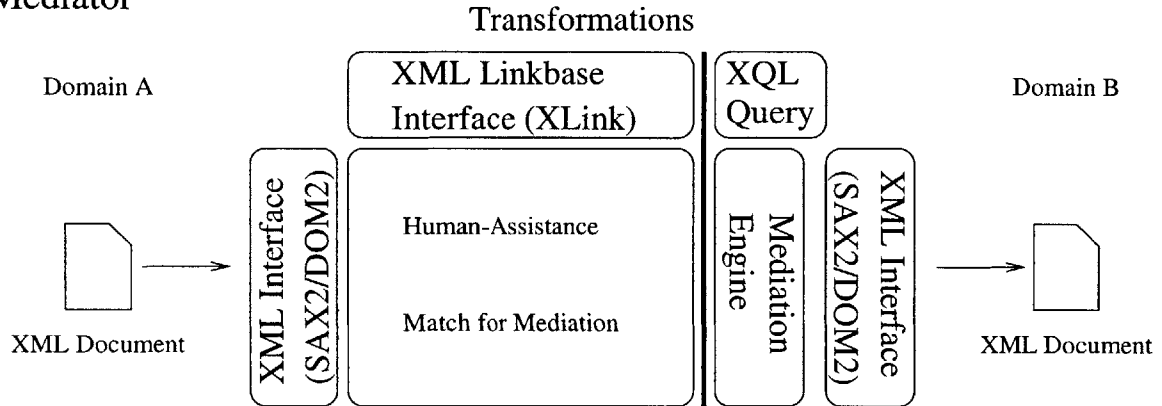 Mediator
Transformations
Domain A
XML Linkbase
Interface (XLink)
XQL
Query
Domain B
XML Interface
(SAX2/DOM2)
Human-Assistance
Match for Mediation
Mediation
Engine
XML Interface
(SAX2/DOM2)
XML Document
XML Document